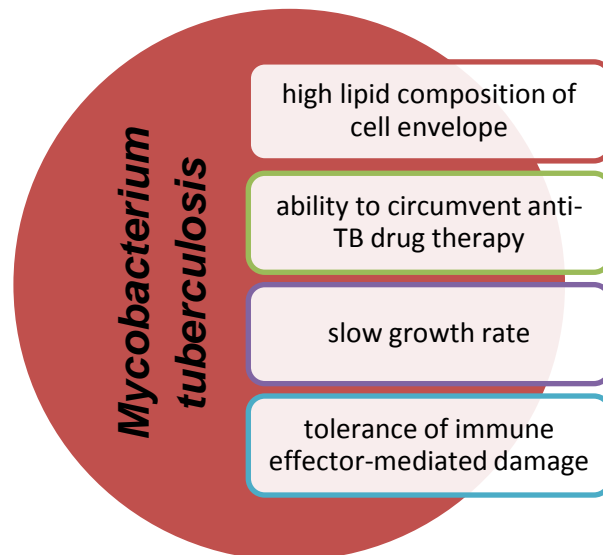 Mycobacterium
tuberculosis
high lipid composition of
cell envelope
ability to circumvent anti-
TB drug therapy
slow growth rate
tolerance of immune
effector-mediated damage